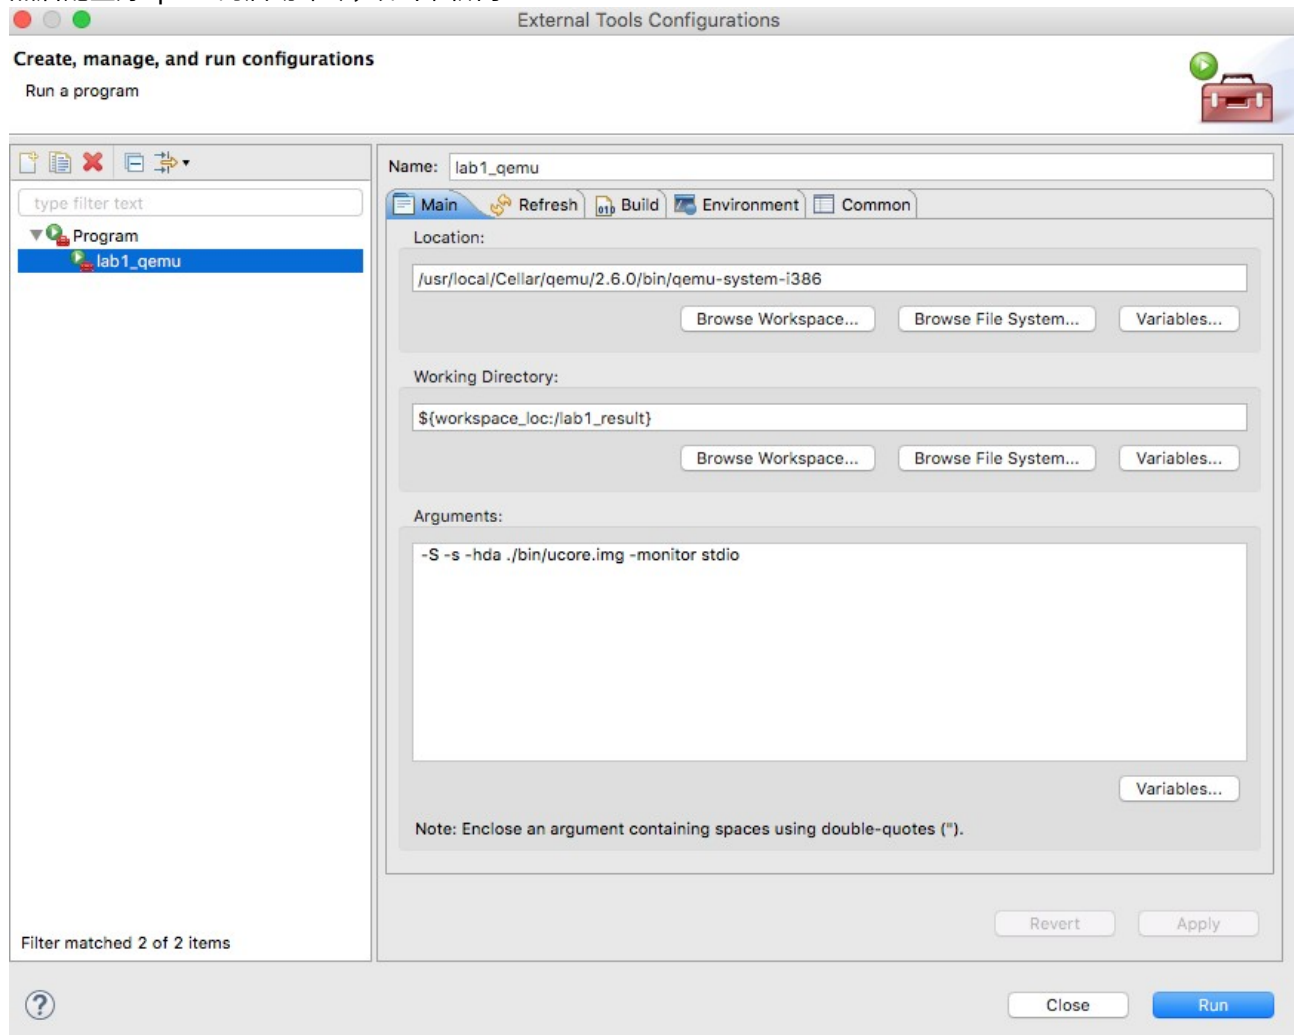 External Tools Configurations
Create, manage, and run configurations
Run a program
Name: lab1_qemu
type filter text
Main Refresh Build Environment Common
Program
lab1_qemu
Location:
/usr/local/Cellar/qemu/2.6.0/bin/qemu-system-i386
Browse Workspace... Browse File System... Variables...
Working Directory:
${workspace_loc:/lab1_result}
Browse Workspace... Browse File System... Variables...
Arguments:
-S -s -hda ./bin/ucore.img -monitor stdio
Variables...
Note: Enclose an argument containing spaces using double-quotes (").
Revert Apply
Filter matched 2 of 2 items
Close Run